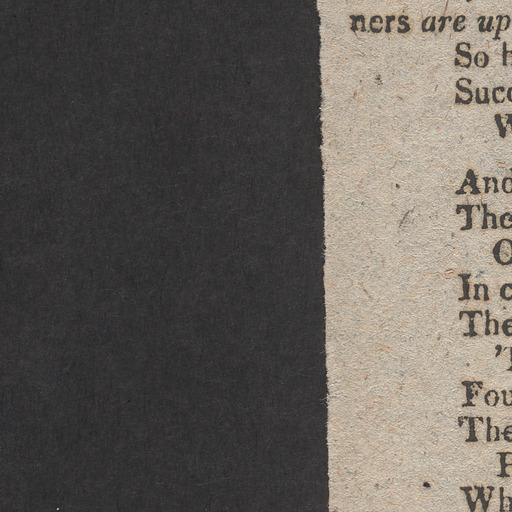 ners are up
So h
Succ
W
And
The
O
In c
The
'T
Fou
The
Wh